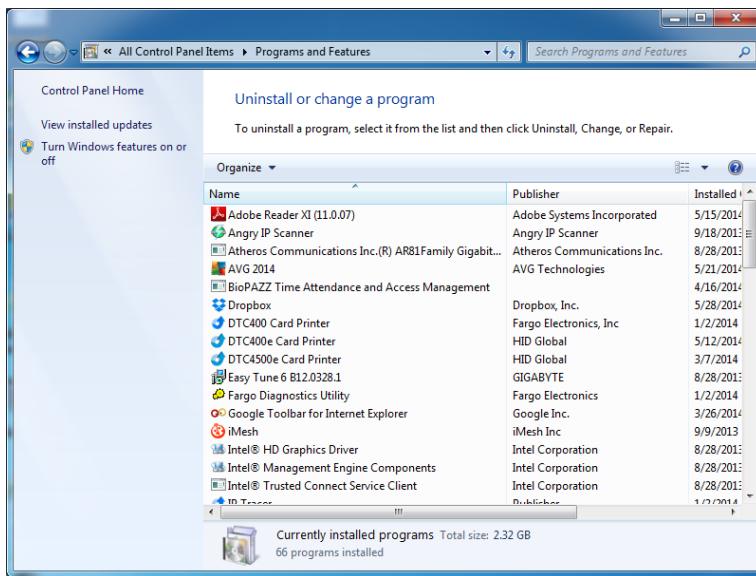 « All Control Panel Items ▸ Programs and Features
Search Programs and Features
Control Panel Home
View installed updates
Turn Windows features on or
off
Uninstall or change a program
To uninstall a program, select it from the list and then click Uninstall, Change, or Repair.
Organize
Name Publisher Installed
Adobe Reader XI (11.0.07) Adobe Systems Incorporated 5/15/2014
Angry IP Scanner Angry IP Scanner 9/18/2013
Atheros Communications Inc.(R) AR81Family Gigabit... Atheros Communications Inc. 8/28/2013
AVG 2014 AVG Technologies 5/21/2014
BioPAZZ Time Attendance and Access Management 4/16/2014
Dropbox Dropbox, Inc. 5/28/2014
DTC400 Card Printer Fargo Electronics, Inc 1/2/2014
DTC400e Card Printer HID Global 5/12/2014
DTC4500e Card Printer HID Global 3/7/2014
Easy Tune 6 B12.0328.1 GIGABYTE 8/28/2013
Fargo Diagnostics Utility Fargo Electronics 1/2/2014
Google Toolbar for Internet Explorer Google Inc. 3/26/2014
iMesh iMesh Inc 9/9/2013
Intel® HD Graphics Driver Intel Corporation 8/28/2013
Intel® Management Engine Components Intel Corporation 8/28/2013
Intel® Trusted Connect Service Client Intel Corporation 8/28/2013
IP Tracer Publisher 1/2/2014
Currently installed programs Total size: 2.32 GB
66 programs installed